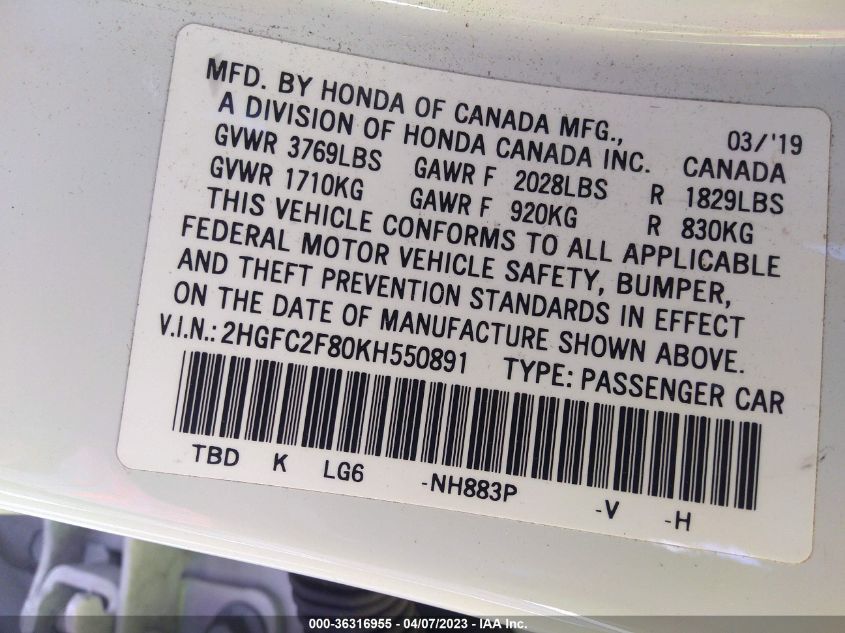 MFD. BY HONDA OF CANADA MFG., 03/'19
A DIVISION OF HONDA CANADA INC. CANADA
GVWR 3769LBS GAWR F 2028LBS R 1829LBS
GVWR 1710KG GAWR F 920KG R 830KG
THIS VEHICLE CONFORMS TO ALL APPLICABLE
FEDERAL MOTOR VEHICLE SAFETY, BUMPER,
AND THEFT PREVENTION STANDARDS IN EFFECT
ON THE DATE OF MANUFACTURE SHOWN ABOVE.
V.I.N.: 2HGFC2F80KH550891 TYPE: PASSENGER CAR
TBD K LG6 -NH883P -V -H
000-36316955 - 04/07/2023 - IAA Inc.